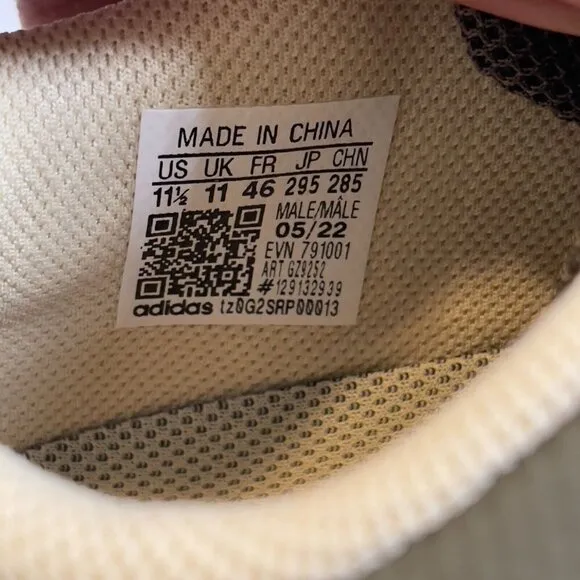 MADE IN CHINA
US UK FR JP CHN
11½ 11 46 295 285
MALE/MÂLE
05/22
EVN 791001
ART GZ9252
#129132939
adidas tz0G2SRP00013